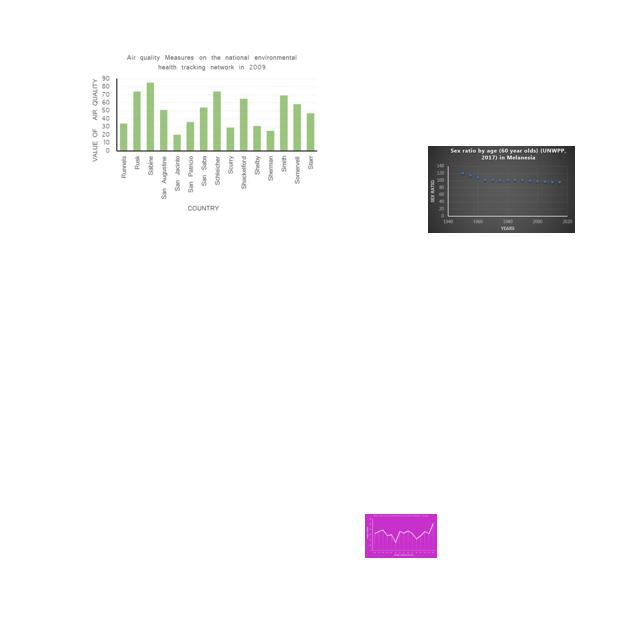 Air quality Measures on the national environmental
health tracking network in 2009
VALUE OF AIR QUALITY
90
80
70
60
50
40
30
20
10
0
Runnels
Rusk
Sabine
San Augustine
San Jacinto
San Patricio
San Saba
Schleicher
Scurry
Shackelford
Shelby
Sherman
Smith
Somervell
Starr
COUNTRY
Sex ratio by age (60 year olds) (UNWPP,
2017) in Melanesia
SEX RATIO
140
120
100
80
60
40
20
0
1940 1960 1980 2000 2020
YEARS